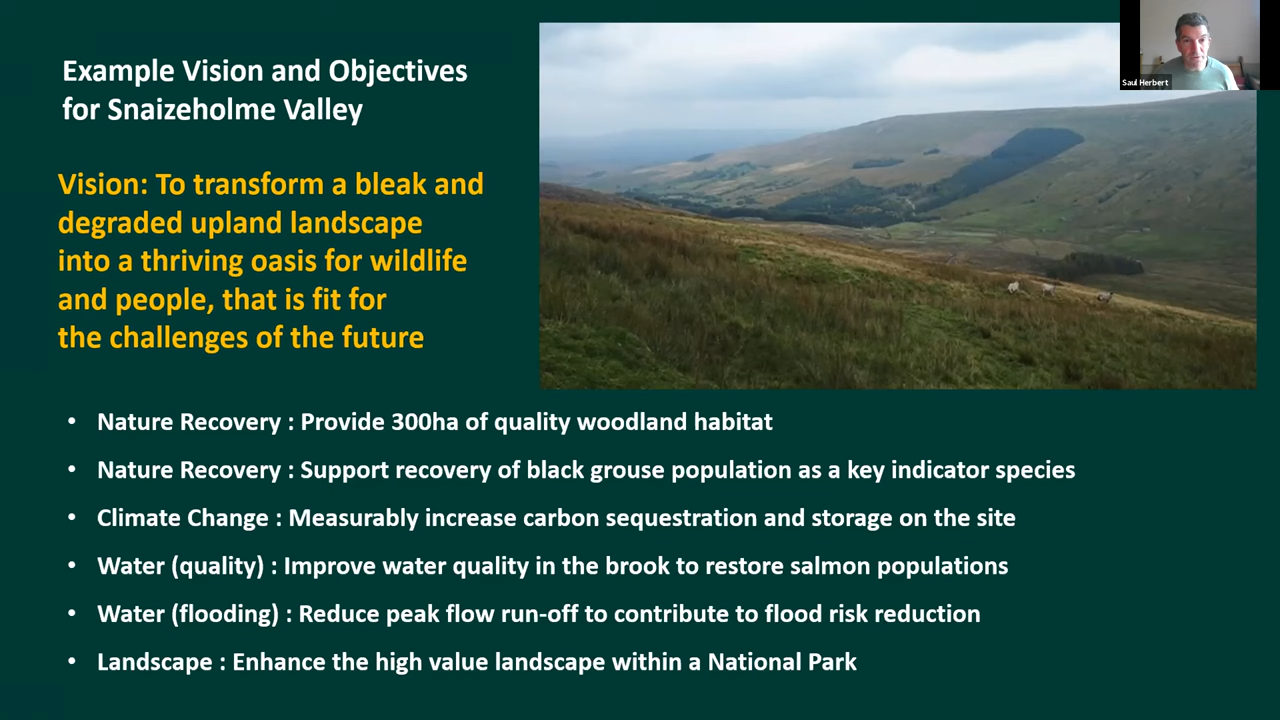 Example Vision and Objectives
for Snaizeholme Valley
Saul Herbert
Vision: To transform a bleak and
degraded upland landscape
into a thriving oasis for wildlife
and people, that is fit for
the challenges of the future
• Nature Recovery : Provide 300ha of quality woodland habitat
• Nature Recovery : Support recovery of black grouse population as a key indicator species
• Climate Change : Measurably increase carbon sequestration and storage on the site
• Water (quality) : Improve water quality in the brook to restore salmon populations
• Water (flooding) : Reduce peak flow run-off to contribute to flood risk reduction
• Landscape : Enhance the high value landscape within a National Park